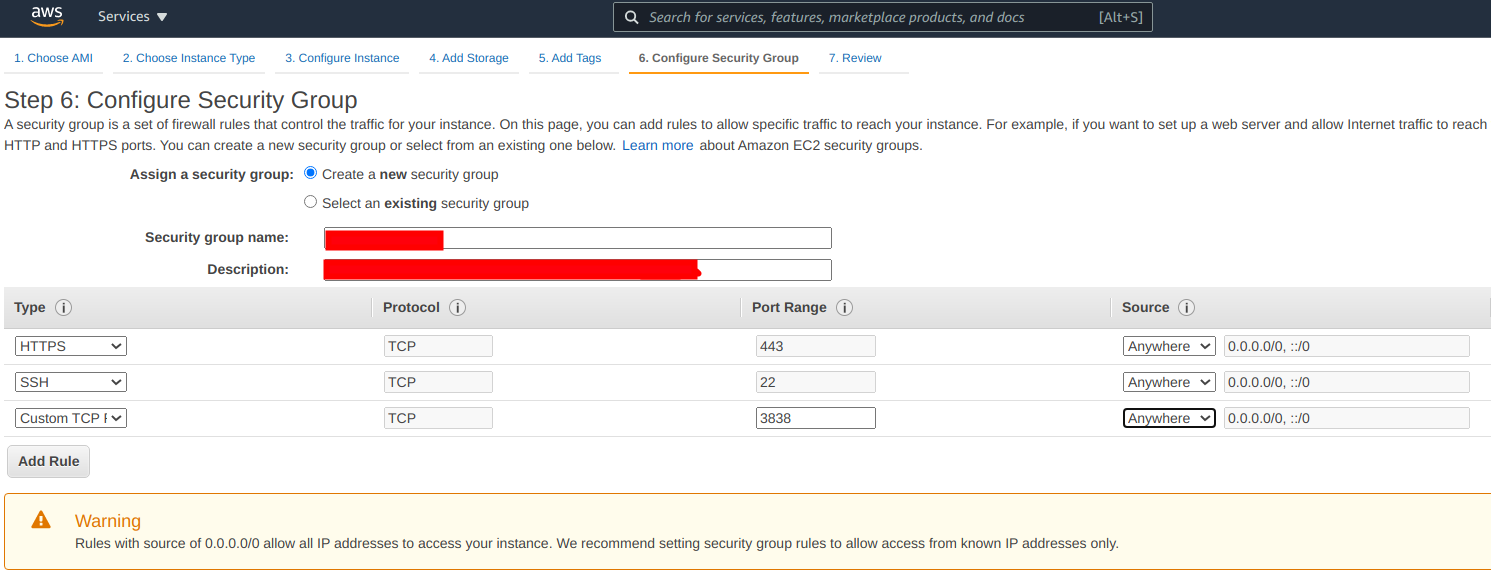 aws Services Search for services, features, marketplace products, and docs [Alt+S]
1. Choose AMI 2. Choose Instance Type 3. Configure Instance 4. Add Storage 5. Add Tags 6. Configure Security Group 7. Review
Step 6: Configure Security Group
A security group is a set of firewall rules that control the traffic for your instance. On this page, you can add rules to allow specific traffic to reach your instance. For example, if you want to set up a web server and allow Internet traffic to reach
HTTP and HTTPS ports. You can create a new security group or select from an existing one below. Learn more about Amazon EC2 security groups.
Assign a security group: Create a new security group
Select an existing security group
Security group name:
Description:
Type Protocol Port Range Source
HTTPS TCP 443 Anywhere 0.0.0.0/0, ::/0
SSH TCP 22 Anywhere 0.0.0.0/0, ::/0
Custom TCP TCP 3838 Anywhere 0.0.0.0/0, ::/0
Add Rule
Warning
Rules with source of 0.0.0.0/0 allow all IP addresses to access your instance. We recommend setting security group rules to allow access from known IP addresses only.